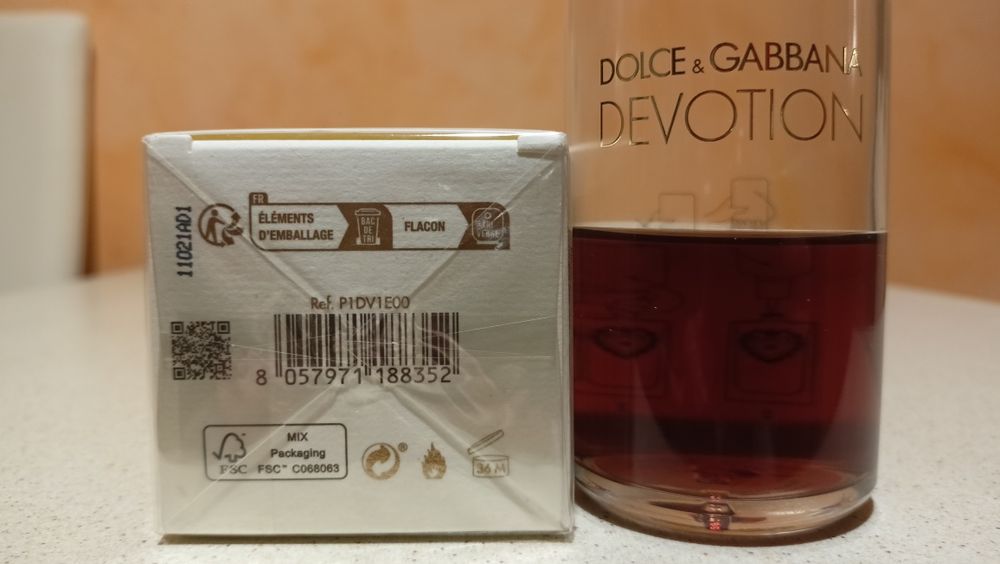 11021AD1
FR
ÉLÉMENTS
D'EMBALLAGE
BAC
DE
TRI
FLACON
Ref. P1DV1E00
8 057971 188352
FSC
MIX
Packaging
FSC™ C068063
®
36 M
DOLCE & GABBANA
DEVOTION